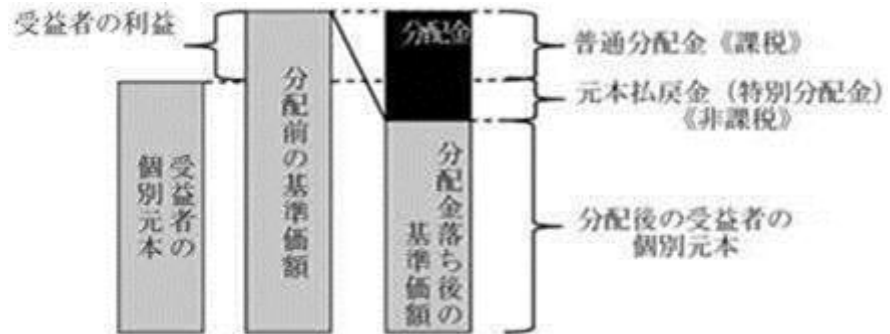 受益者の利益
分配金
普通分配金《課税》
元本払戻金（特別分配金）
《非課税》
受益者の
個別元本
分配前の基準価額
分配金落ち後の
基準価額
分配後の受益者の
個別元本